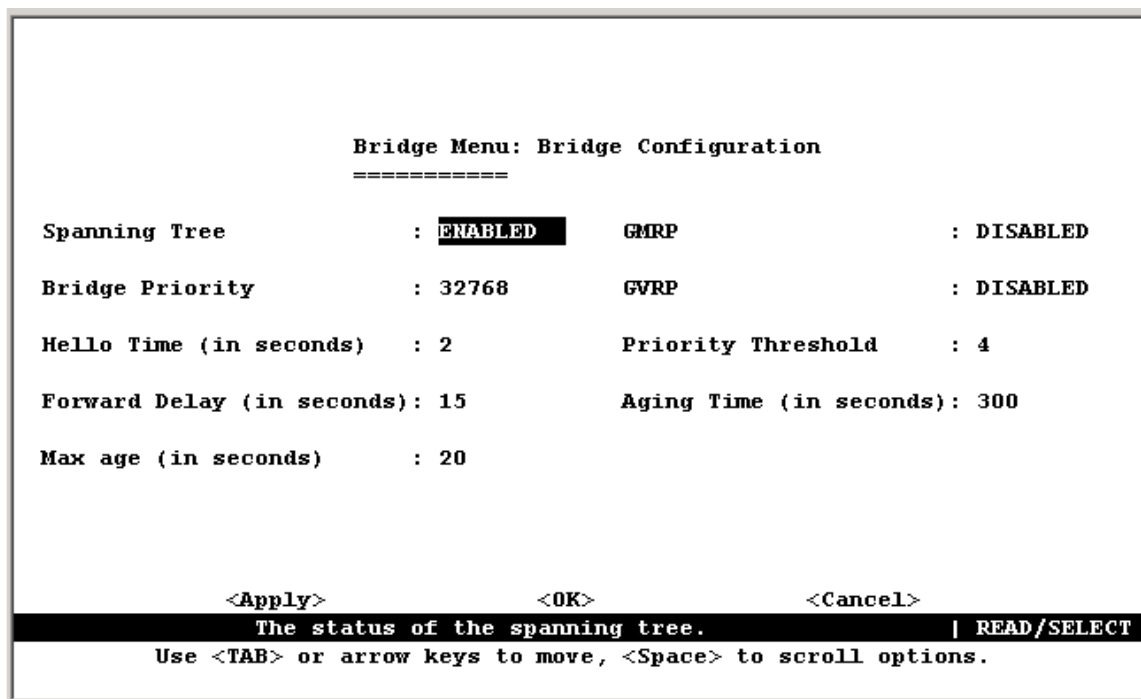 Bridge Menu: Bridge Configuration
===========
Spanning Tree : ENABLED GMRP : DISABLED
Bridge Priority : 32768 GVRP : DISABLED
Hello Time (in seconds) : 2 Priority Threshold : 4
Forward Delay (in seconds): 15 Aging Time (in seconds): 300
Max age (in seconds) : 20
<Apply> <OK> <Cancel>
The status of the spanning tree. | READ/SELECT
Use <TAB> or arrow keys to move, <Space> to scroll options.